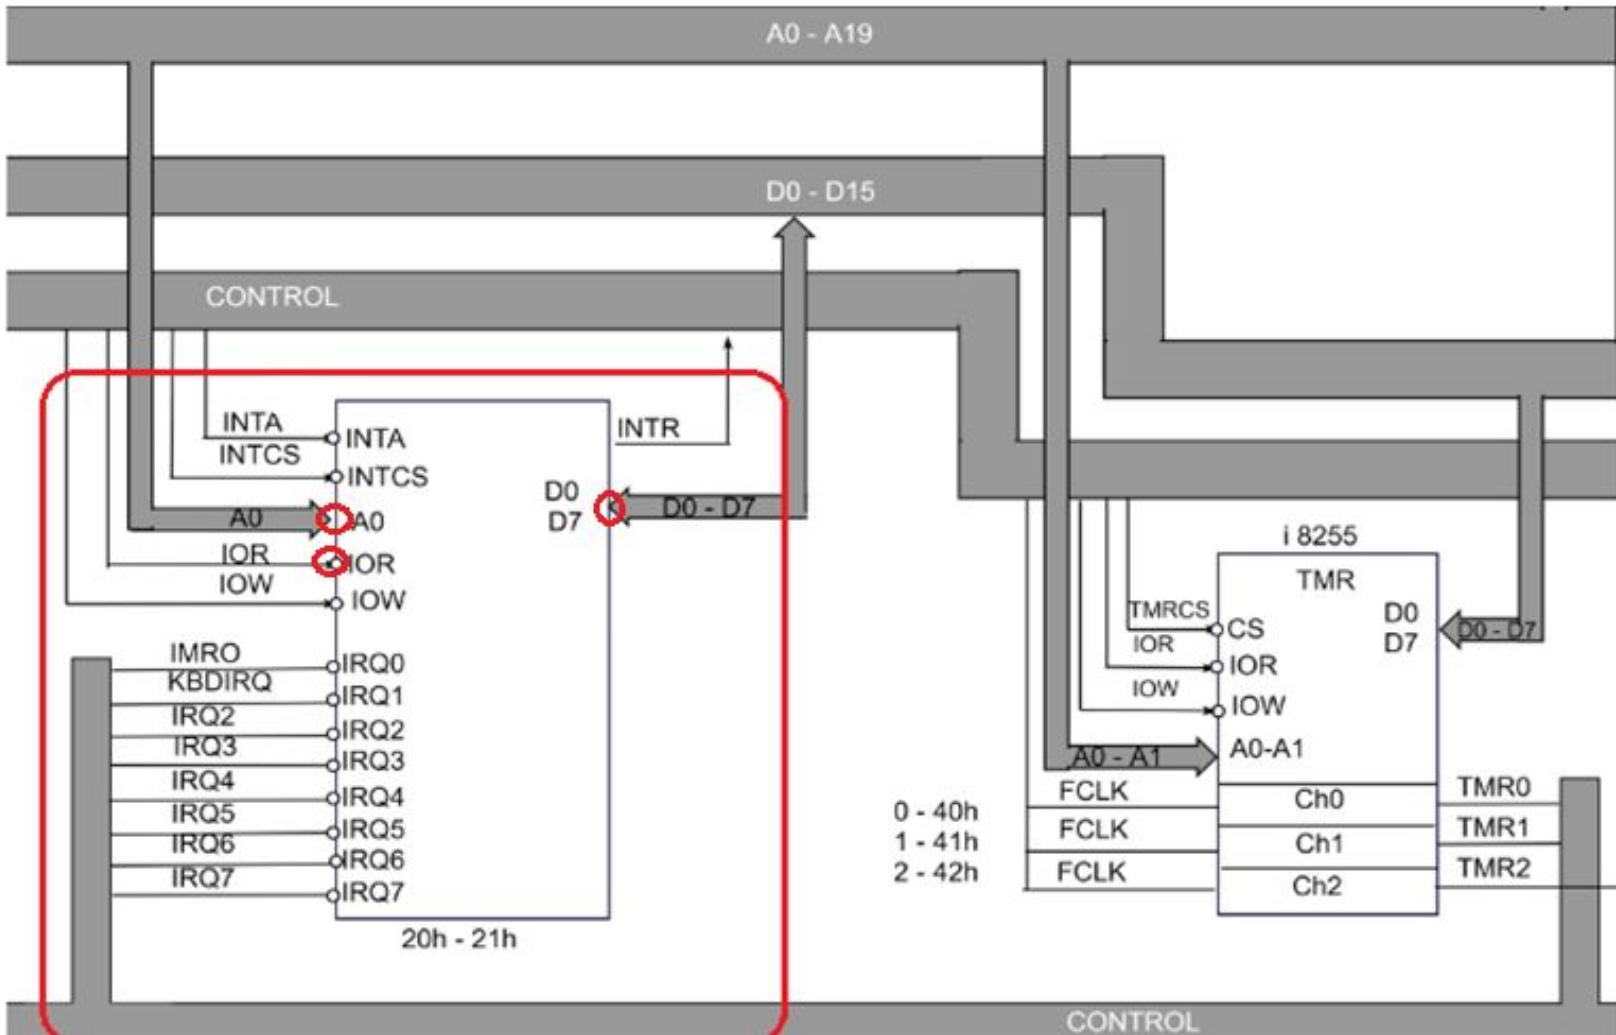 A0 - A19
D0 - D15
CONTROL
INTA
INTCS
A0
IOR
IOW
INTA
INTCS
A0
IOR
IOW
INTR
D0
D7
D0 - D7
IMRO
KBDIRQ
IRQ2
IRQ3
IRQ4
IRQ5
IRQ6
IRQ7
IRQ0
IRQ1
IRQ2
IRQ3
IRQ4
IRQ5
IRQ6
IRQ7
20h - 21h
i 8255
TMR
TMRCS
IOR
IOW
A0 - A1
CS
IOR
IOW
A0-A1
D0
D7
D0 - D7
0 - 40h
1 - 41h
2 - 42h
FCLK
FCLK
FCLK
Ch0
Ch1
Ch2
TMR0
TMR1
TMR2
CONTROL